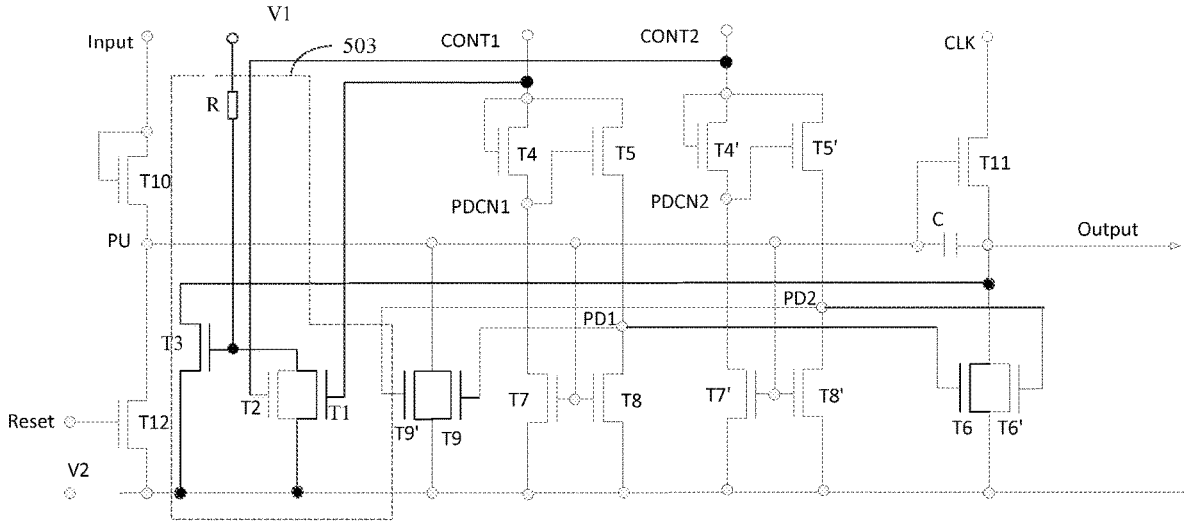 V1
Input
503
CONT1
CONT2
CLK
R
T4
T5
T4'
T5'
T11
T10
PDCN1
PDCN2
C
Output
PU
PD2
PD1
T3
T2
T1
T9'
T9
T7
T8
T7'
T8'
T6
T6'
Reset
T12
V2